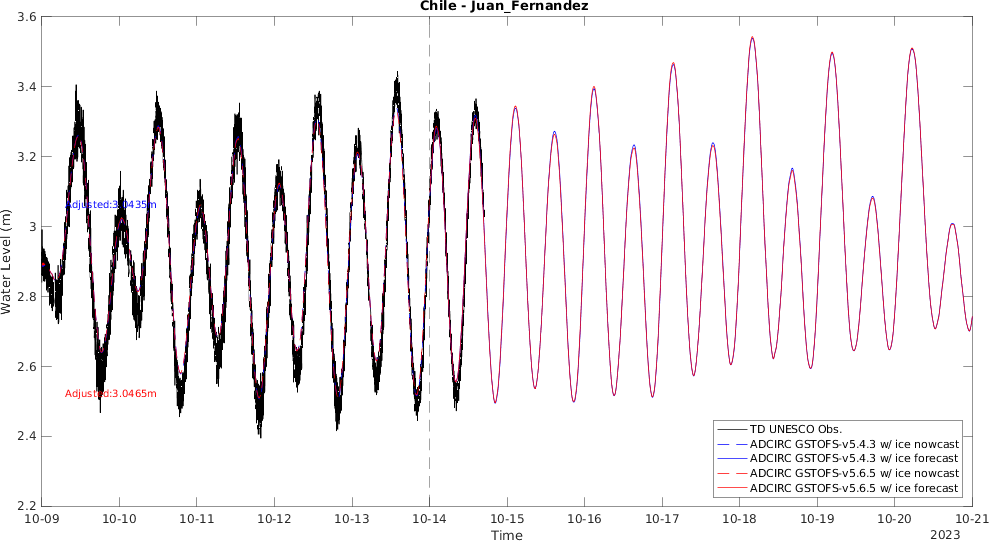 Chile - Juan_Fernandez
3.6
3.4
3.2
3
2.8
2.6
2.4
2.2
Water Level (m)
Adjusted:3.0435m
Adjusted:3.0465m
TD UNESCO Obs.
ADCIRC GSTOFS-v5.4.3 w/ ice nowcast
ADCIRC GSTOFS-v5.4.3 w/ ice forecast
ADCIRC GSTOFS-v5.6.5 w/ ice nowcast
ADCIRC GSTOFS-v5.6.5 w/ ice forecast
10-09 10-10 10-11 10-12 10-13 10-14 10-15 10-16 10-17 10-18 10-19 10-20 10-21
Time
2023